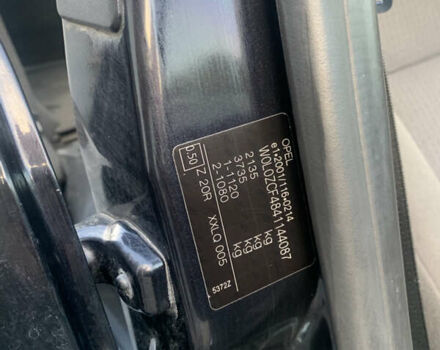 OPEL
e1*2001/116*0214
W0L0ZCF4841144087
2135 kg
3735 kg
1-1120 kg
2-1080 kg
0.50 Z 20R XXLQ 005
5372Z